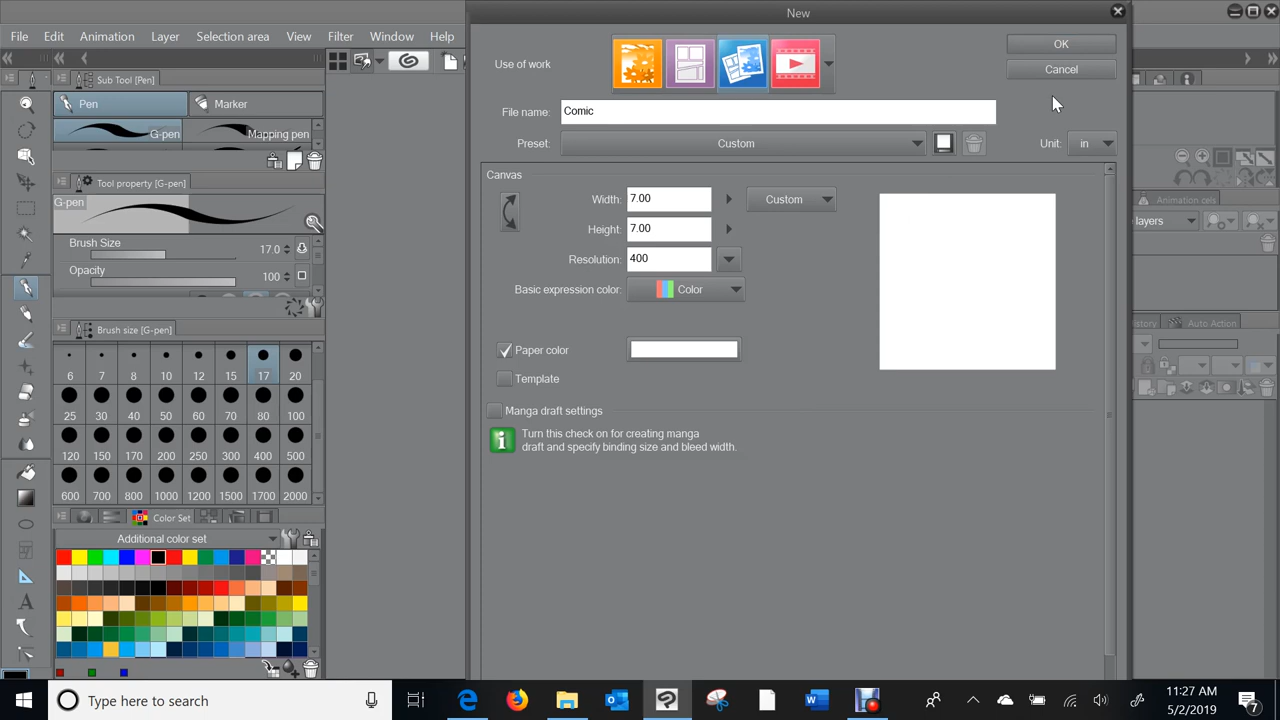 New
File Edit Animation Layer Selection area View Filter Window Help
Use of work
OK
Cancel
Sub Tool [Pen]
Pen Marker
G-pen Mapping pen
File name: Comic
Preset: Custom Unit: in
Tool property [G-pen]
G-pen
Brush Size 17.0
Opacity 100
Canvas
Width: 7.00 Custom
Height: 7.00
Resolution: 400
Basic expression color: Color
Paper color
Template
Manga draft settings
Turn this check on for creating manga
draft and specify binding size and bleed width.
Animation cels
layers
History Auto Action
Brush size [G-pen]
6 7 8 10 12 15 17 20
25 30 40 50 60 70 80 100
120 150 170 200 250 300 400 500
600 700 800 1000 1200 1500 1700 2000
Color Set
Additional color set
Type here to search
11:27 AM
5/2/2019
7